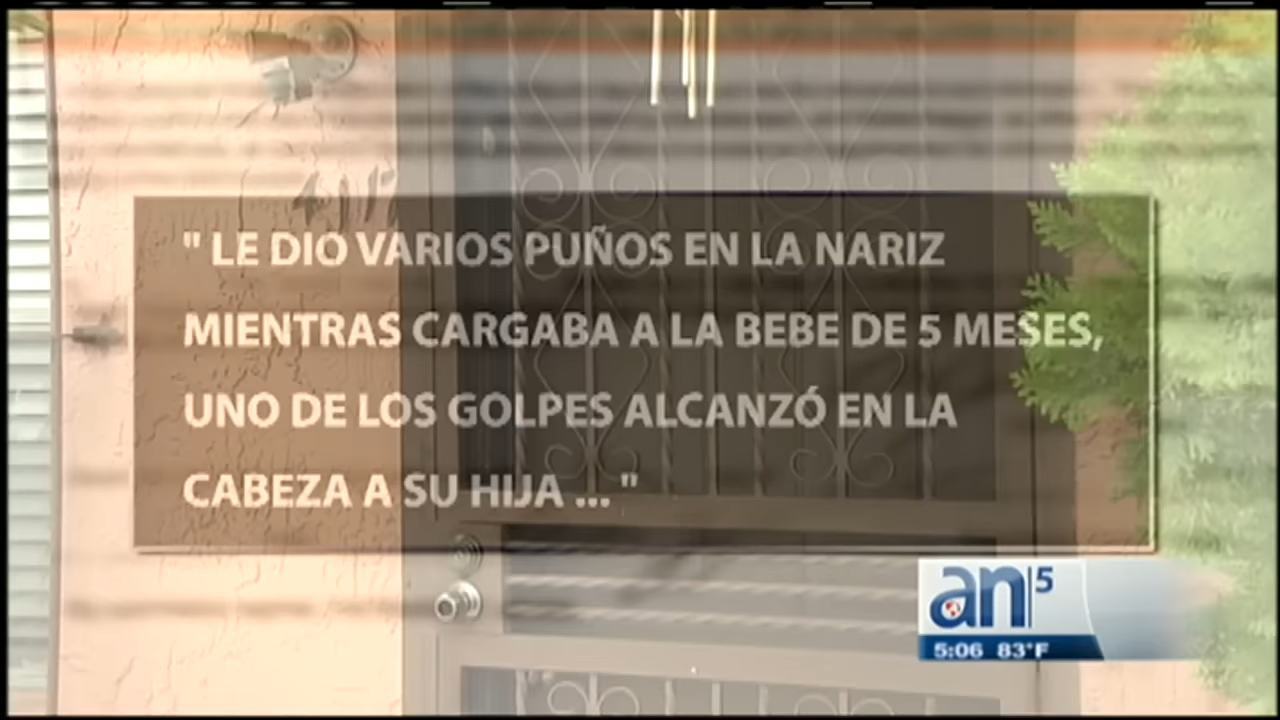 " LE DIO VARIOS PUÑOS EN LA NARIZ
MIENTRAS CARGABA A LA BEBE DE 5 MESES,
UNO DE LOS GOLPES ALCANZÓ EN LA
CABEZA A SU HIJA ... "
an 5
5:06 83°F